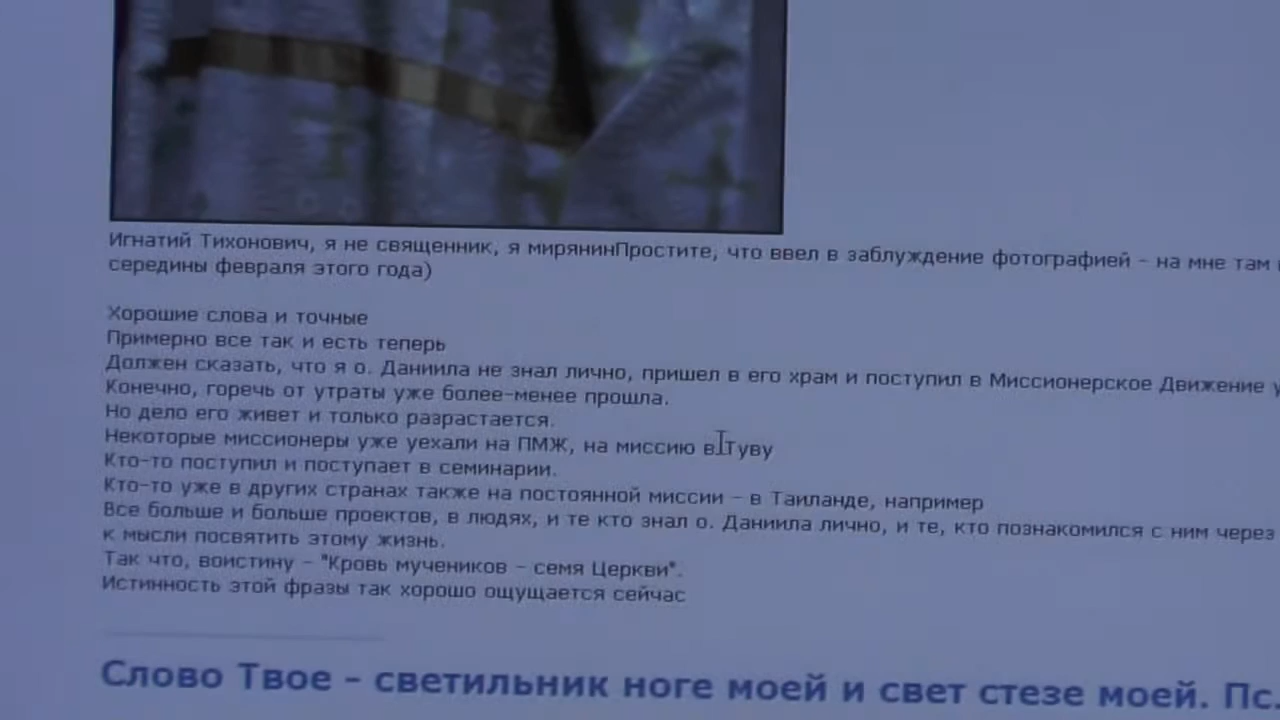 Игнатий Тихонович, я не священник, я мирянинПростите, что ввел в заблуждение фотографией - на мне там
середины февраля этого года)
Хорошие слова и точные
Примерно все так и есть теперь
Должен сказать, что я о. Даниила не знал лично, пришел в его храм и поступил в Миссионерское Движение
Конечно, горечь от утраты уже более-менее прошла.
Но дело его живет и только разрастается.
Некоторые миссионеры уже уехали на ПМЖ, на миссию в Туву
Кто-то поступил и поступает в семинарии.
Кто-то уже в других странах также на постоянной миссии - в Таиланде, например
Все больше и больше проектов, в людях, и те кто знал о. Даниила лично, и те, кто познакомился с ним через
к мысли посвятить этому жизнь.
Так что, воистину - "Кровь мучеников - семя Церкви".
Истинность этой фразы так хорошо ощущается сейчас
Слово Твое - светильник ноге моей и свет стезе моей. Пс.